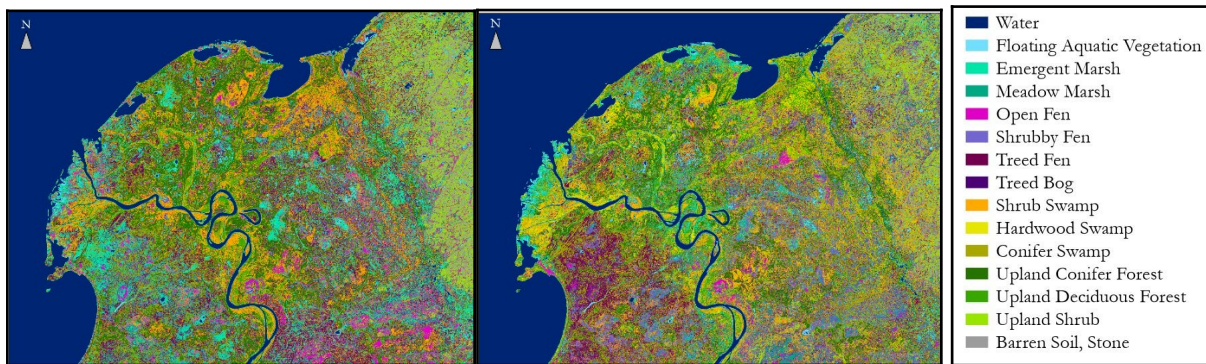 N
N
Water
Floating Aquatic Vegetation
Emergent Marsh
Meadow Marsh
Open Fen
Shrubby Fen
Treed Fen
Treed Bog
Shrub Swamp
Hardwood Swamp
Conifer Swamp
Upland Conifer Forest
Upland Deciduous Forest
Upland Shrub
Barren Soil, Stone